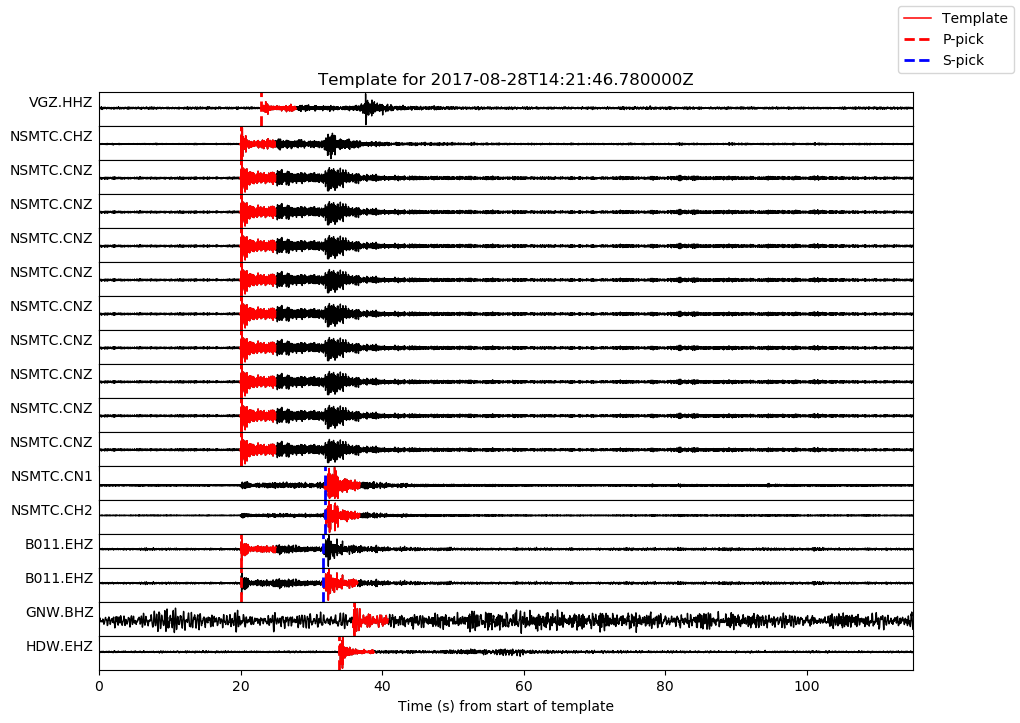 Template
P-pick
S-pick
Template for 2017-08-28T14:21:46.780000Z
VGZ.HHZ
NSMTC.CHZ
NSMTC.CNZ
NSMTC.CNZ
NSMTC.CNZ
NSMTC.CNZ
NSMTC.CNZ
NSMTC.CNZ
NSMTC.CNZ
NSMTC.CNZ
NSMTC.CNZ
NSMTC.CN1
NSMTC.CH2
B011.EHZ
B011.EHZ
GNW.BHZ
HDW.EHZ
0 20 40 60 80 100
Time (s) from start of template